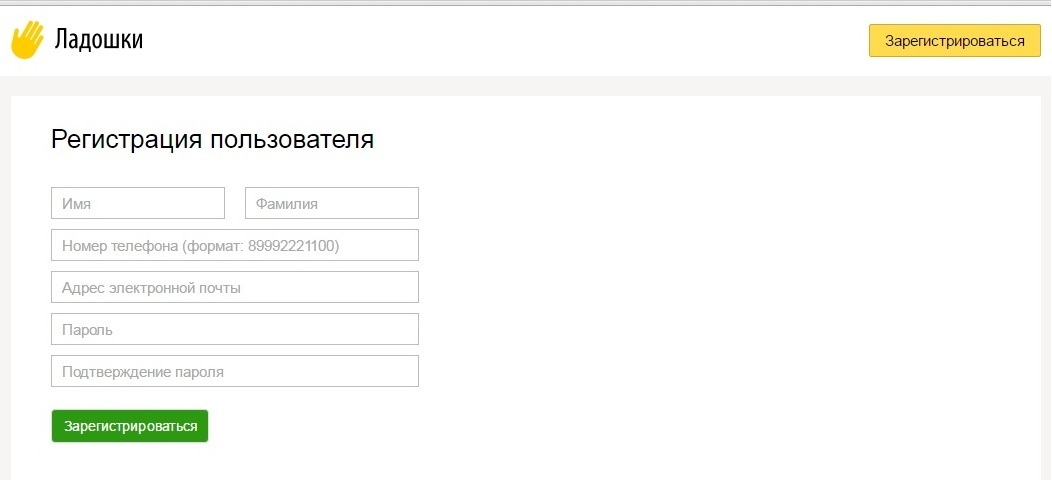 Ладошки
Зарегистрироваться
Регистрация пользователя
Имя
Фамилия
Номер телефона (формат: 89992221100)
Адрес электронной почты
Пароль
Подтверждение пароля
Зарегистрироваться